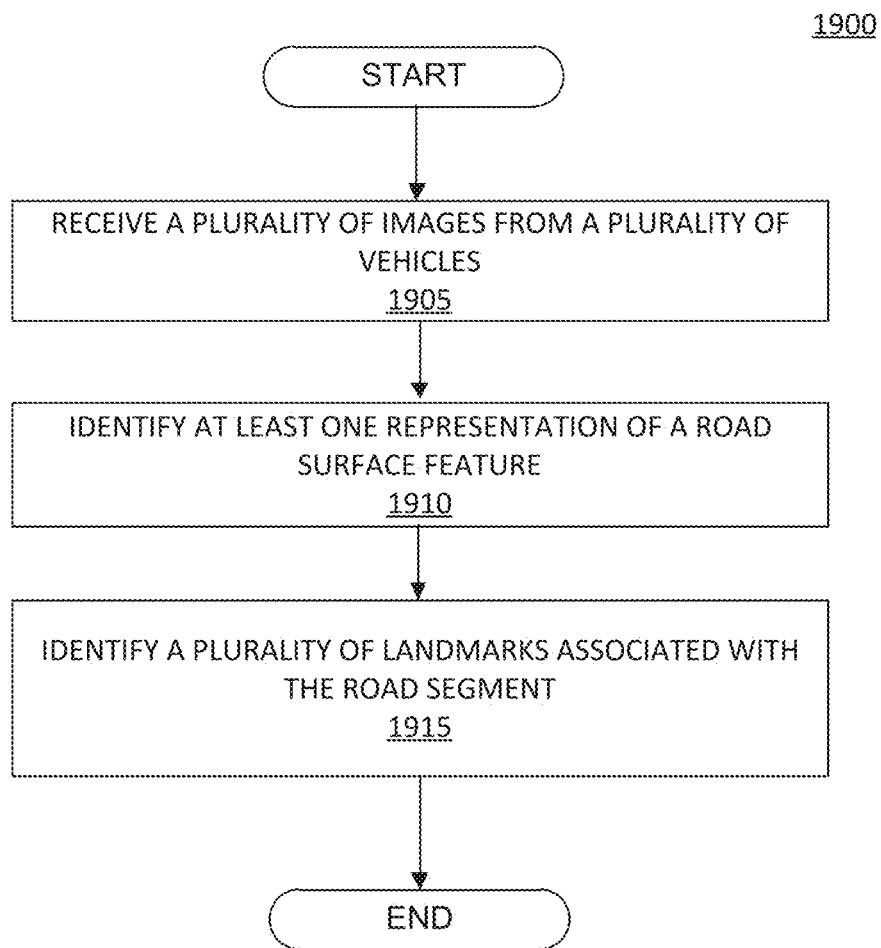 1900
START
RECEIVE A PLURALITY OF IMAGES FROM A PLURALITY OF
VEHICLES
1905
IDENTIFY AT LEAST ONE REPRESENTATION OF A ROAD
SURFACE FEATURE
1910
IDENTIFY A PLURALITY OF LANDMARKS ASSOCIATED WITH
THE ROAD SEGMENT
1915
END